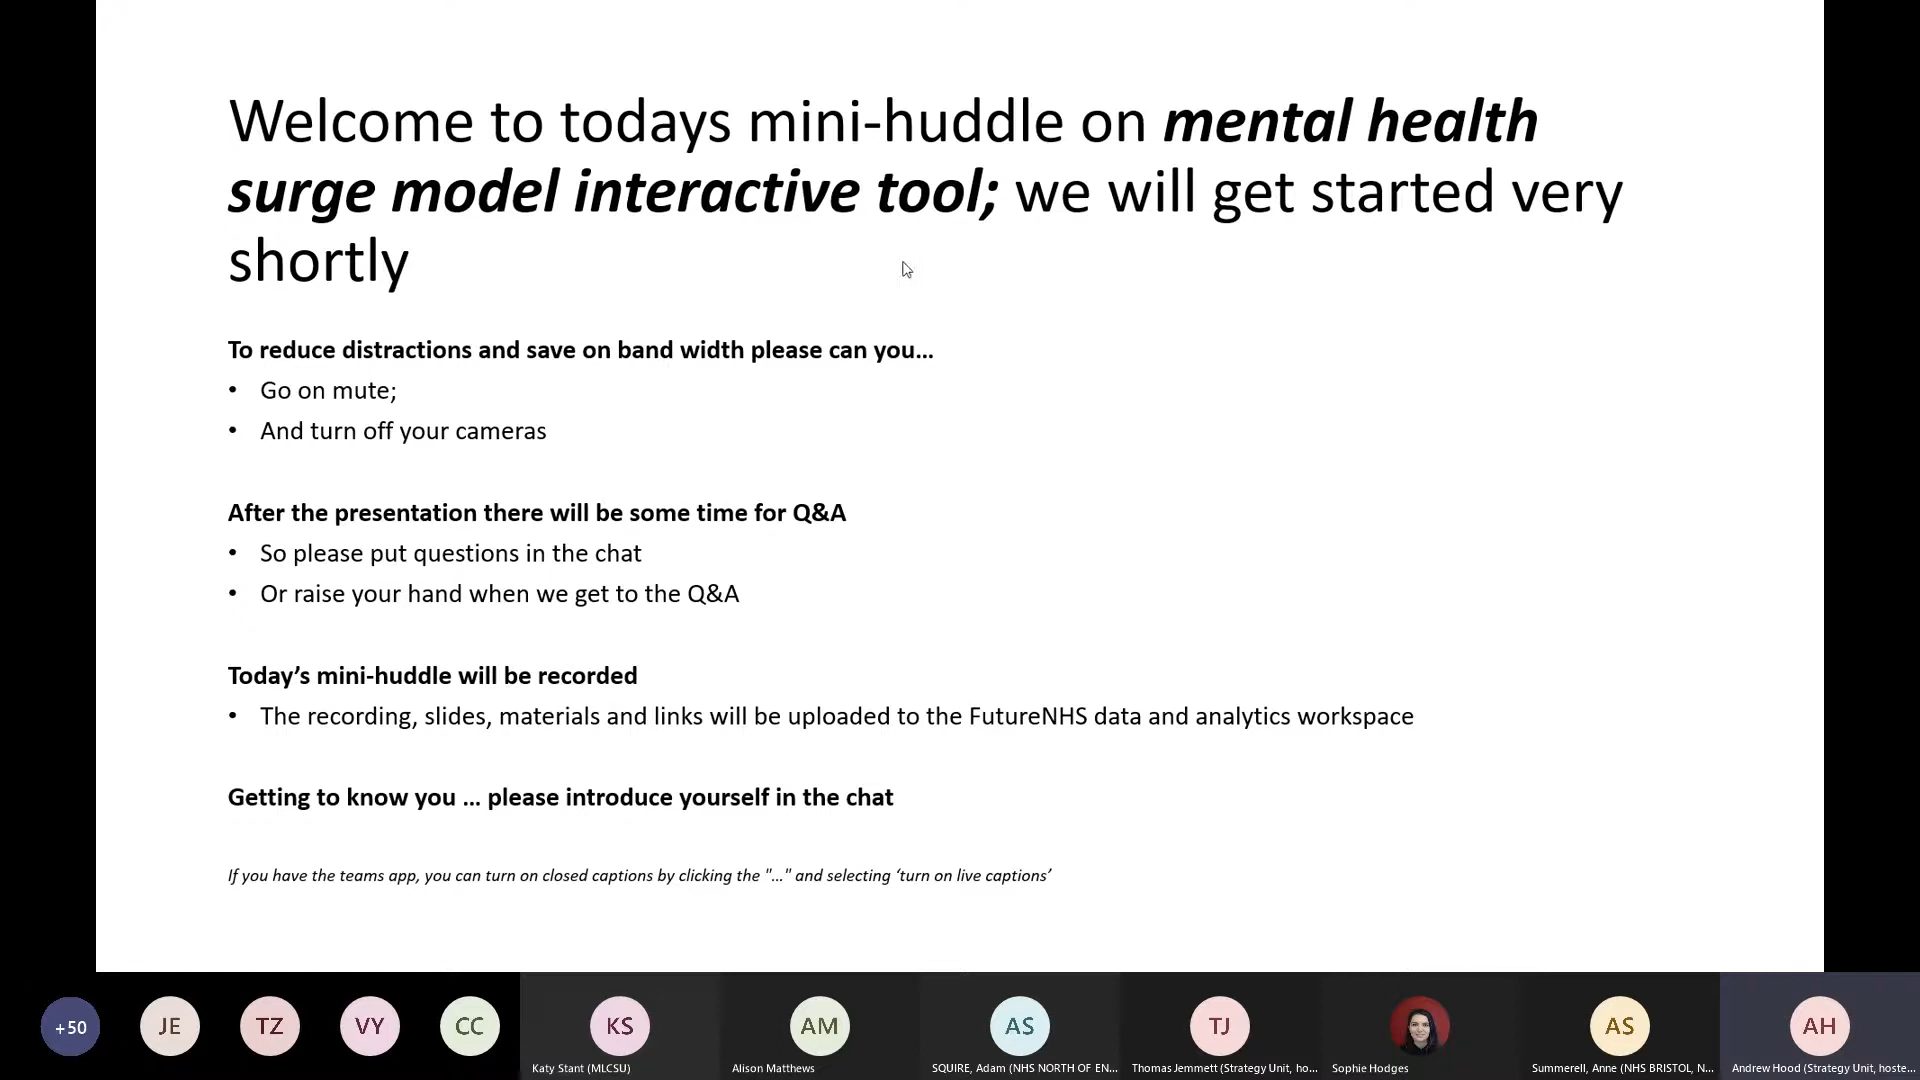 Welcome to todays mini-huddle on mental health
surge model interactive tool; we will get started very
shortly
To reduce distractions and save on band width please can you...
• Go on mute;
• And turn off your cameras
After the presentation there will be some time for Q&A
• So please put questions in the chat
• Or raise your hand when we get to the Q&A
Today’s mini-huddle will be recorded
• The recording, slides, materials and links will be uploaded to the FutureNHS data and analytics workspace
Getting to know you ... please introduce yourself in the chat
If you have the teams app, you can turn on closed captions by clicking the "..." and selecting ‘turn on live captions’
+50 JE TZ VY CC KS AM AS TJ AS AH
Katy Stant (MLCSU) Alison Matthews SQUIRE, Adam (NHS NORTH OF EN... Thomas Jemmett (Strategy Unit, ho... Sophie Hodges Summerell, Anne (NHS BRISTOL, N... Andrew Hood (Strategy Unit, hoste...